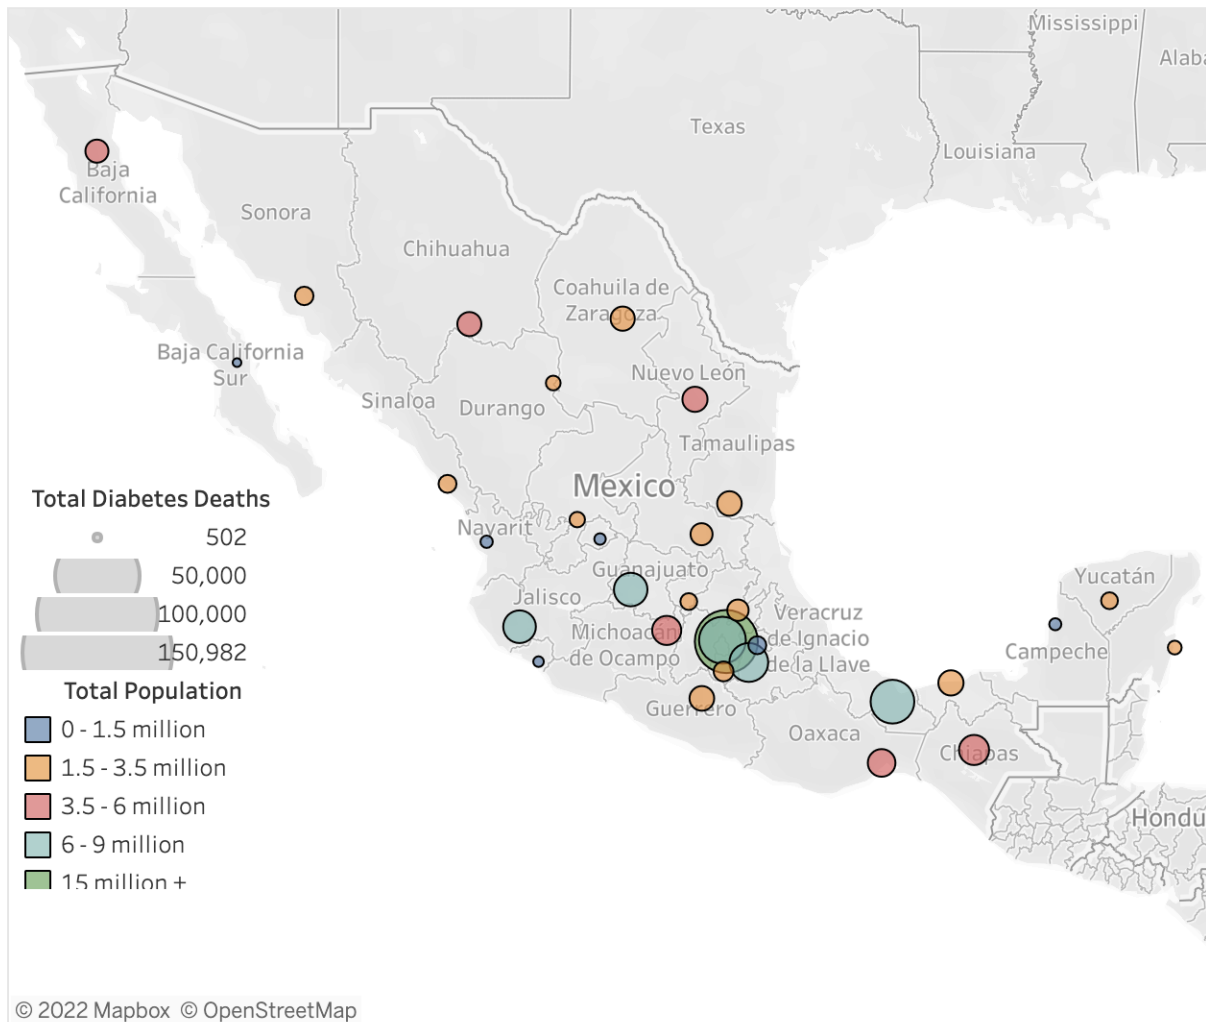 Mississippi
Alaba
Texas
Louisiana
Baja
California
Sonora
Chihuahua
Coahuila de
Zaragoza
Baja California
Sur
Nuevo León
Sinaloa
Durango
Tamaulipas
Mexico
Total Diabetes Deaths
502
50,000
100,000
150,982
Nayarit
Guanajuato
Jalisco
Yucatán
Veracruz
de Ignacio
de la Llave
Michoacán
de Ocampo
Campeche
Guerrero
Oaxaca
Chiapas
Total Population
0 - 1.5 million
1.5 - 3.5 million
3.5 - 6 million
6 - 9 million
15 million +
Hondu
© 2022 Mapbox © OpenStreetMap